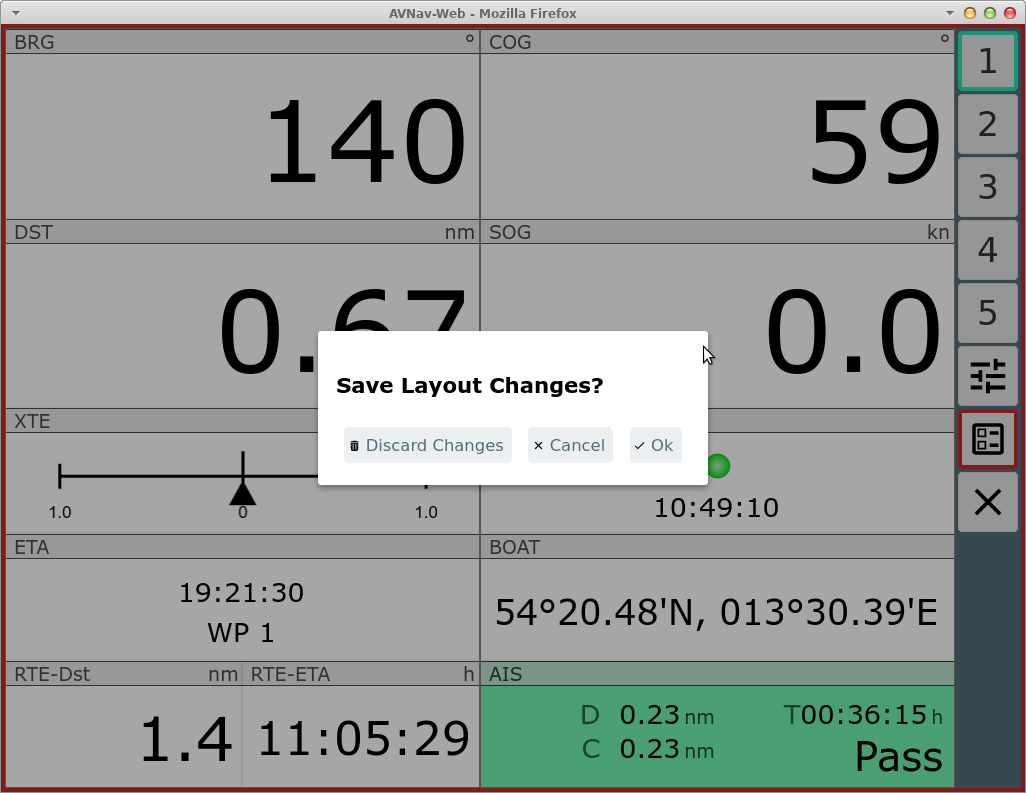 AVNav-Web - Mozilla Firefox
BRG °
140
COG °
59
DST nm
0.67
SOG kn
0.0
Save Layout Changes?
Discard Changes Cancel Ok
XTE
1.0 0 1.0
10:49:10
ETA
19:21:30
WP 1
BOAT
54°20.48'N, 013°30.39'E
RTE-Dst nm
1.4
RTE-ETA h
11:05:29
AIS
D 0.23 nm T00:36:15 h
C 0.23 nm Pass
1
2
3
4
5